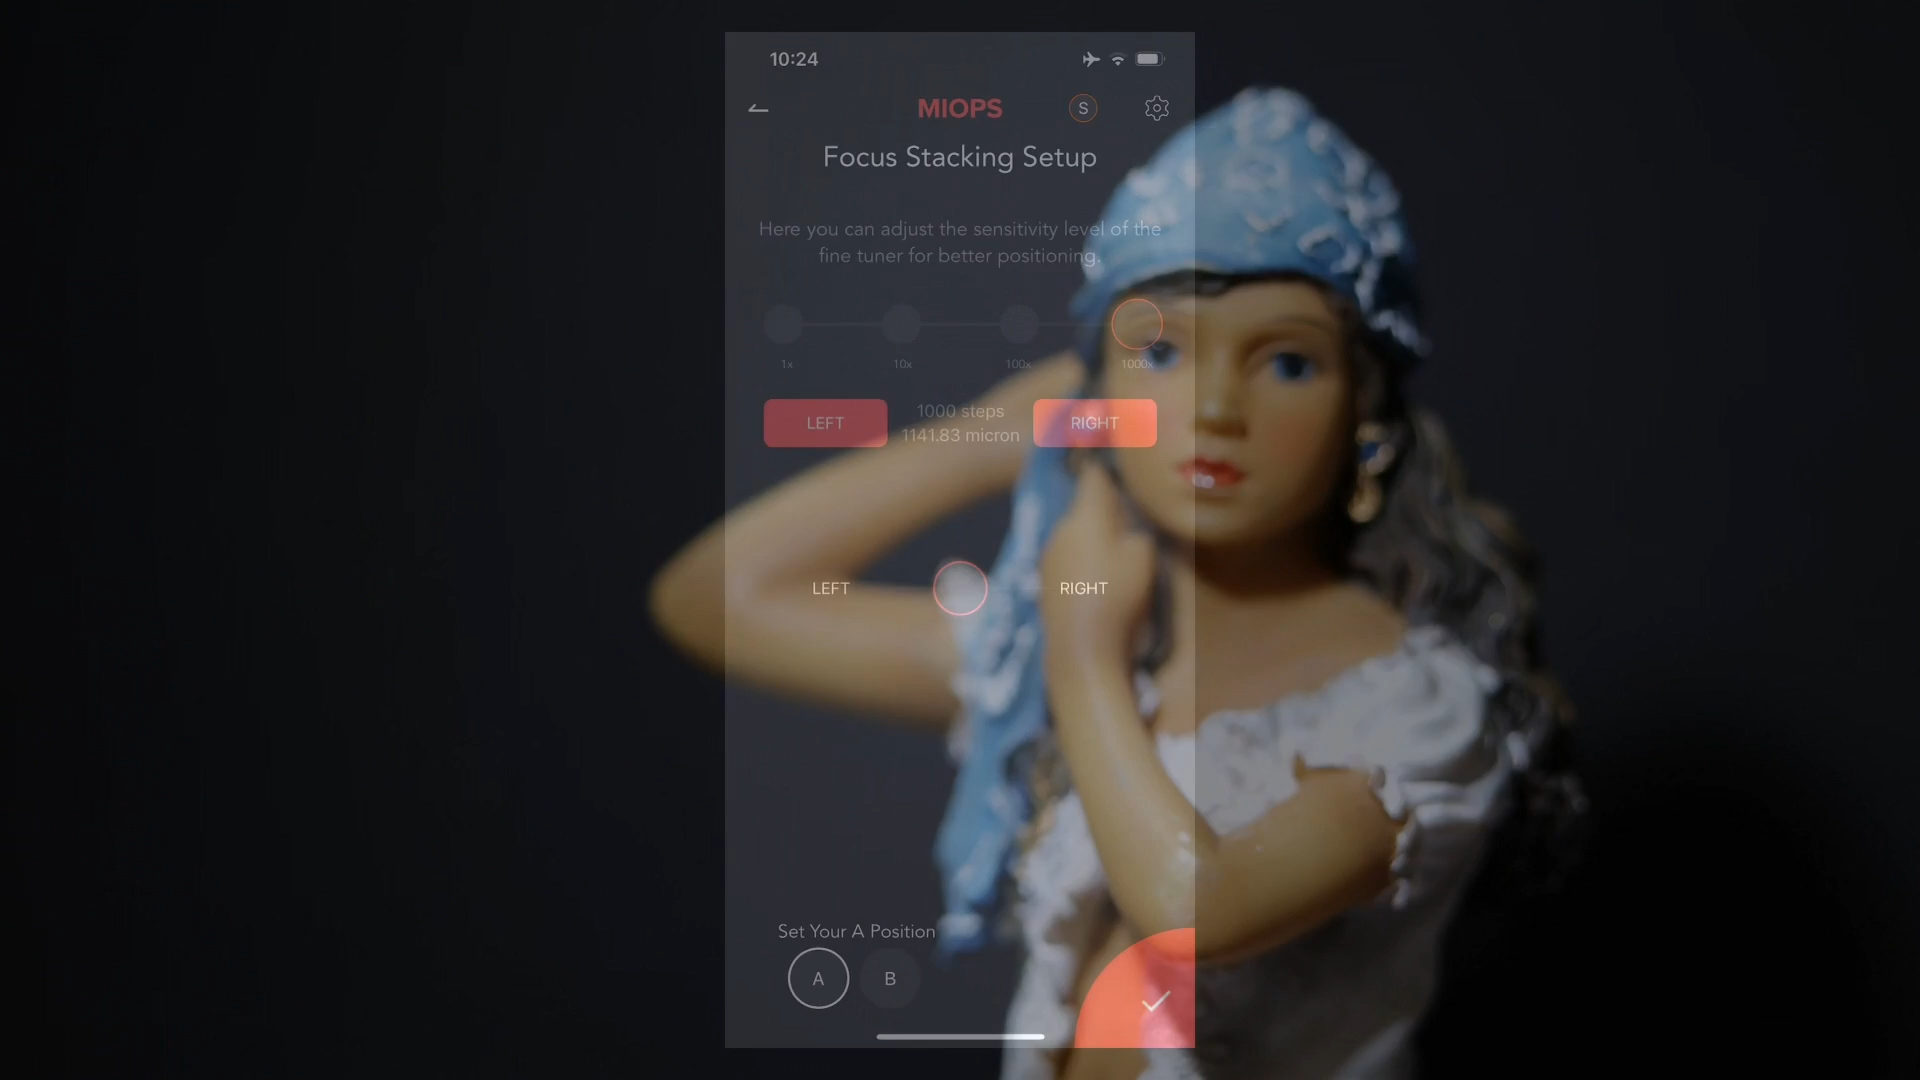 10:24
MIOPS
S
Focus Stacking Setup
Here you can adjust the sensitivity level of the
fine tuner for better positioning.
1x 10x 100x 1000x
LEFT
1000 steps
1141.83 micron
RIGHT
LEFT RIGHT
Set Your A Position
A B